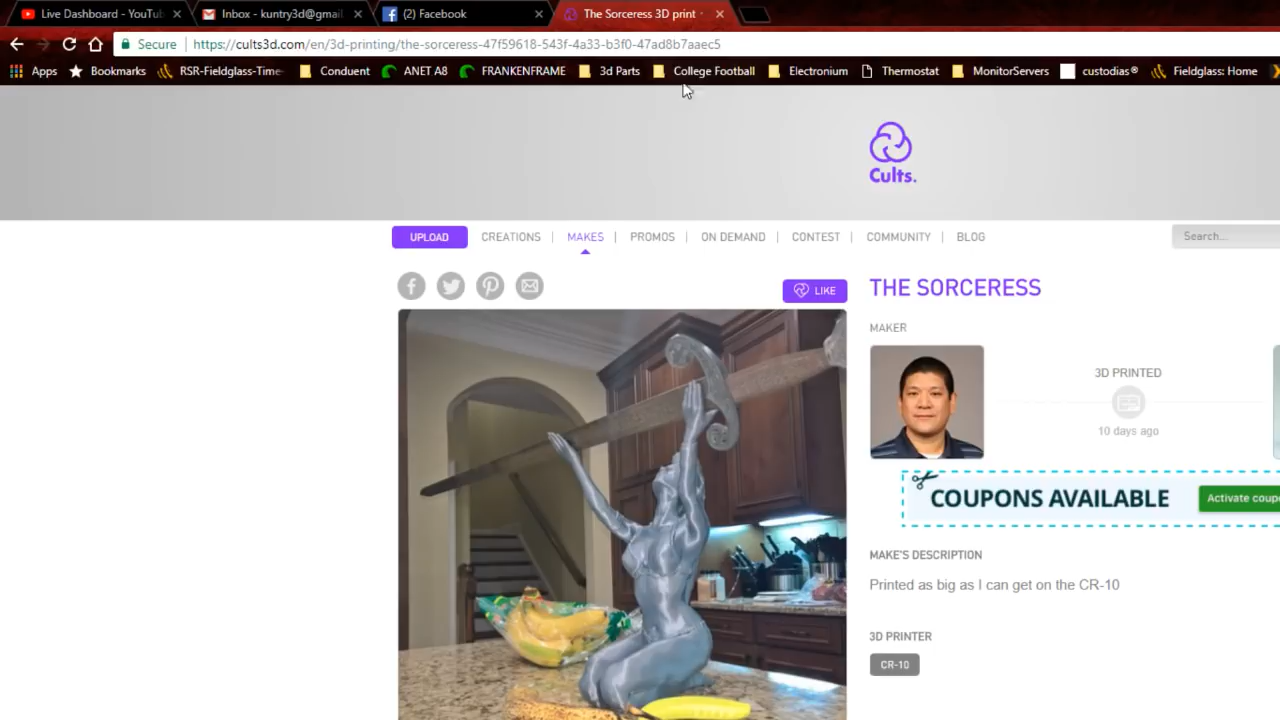 Live Dashboard - YouTub
Inbox - kuntry3d@gmail
(2) Facebook
The Sorceress 3D print
Secure
https://cults3d.com/en/3d-printing/the-sorceress-47f59618-543f-4a33-b3f0-47ad8b7aaec5
Apps
Bookmarks
RSR-Fieldglass-Time-
Conduent
ANET A8
FRANKENFRAME
3d Parts
College Football
Electronium
Thermostat
MonitorServers
custodias®
Fieldglass: Home
Cults.
UPLOAD
CREATIONS
MAKES
PROMOS
ON DEMAND
CONTEST
COMMUNITY
BLOG
Search...
LIKE
THE SORCERESS
MAKER
3D PRINTED
10 days ago
COUPONS AVAILABLE
Activate coupo
MAKE'S DESCRIPTION
Printed as big as I can get on the CR-10
3D PRINTER
CR-10